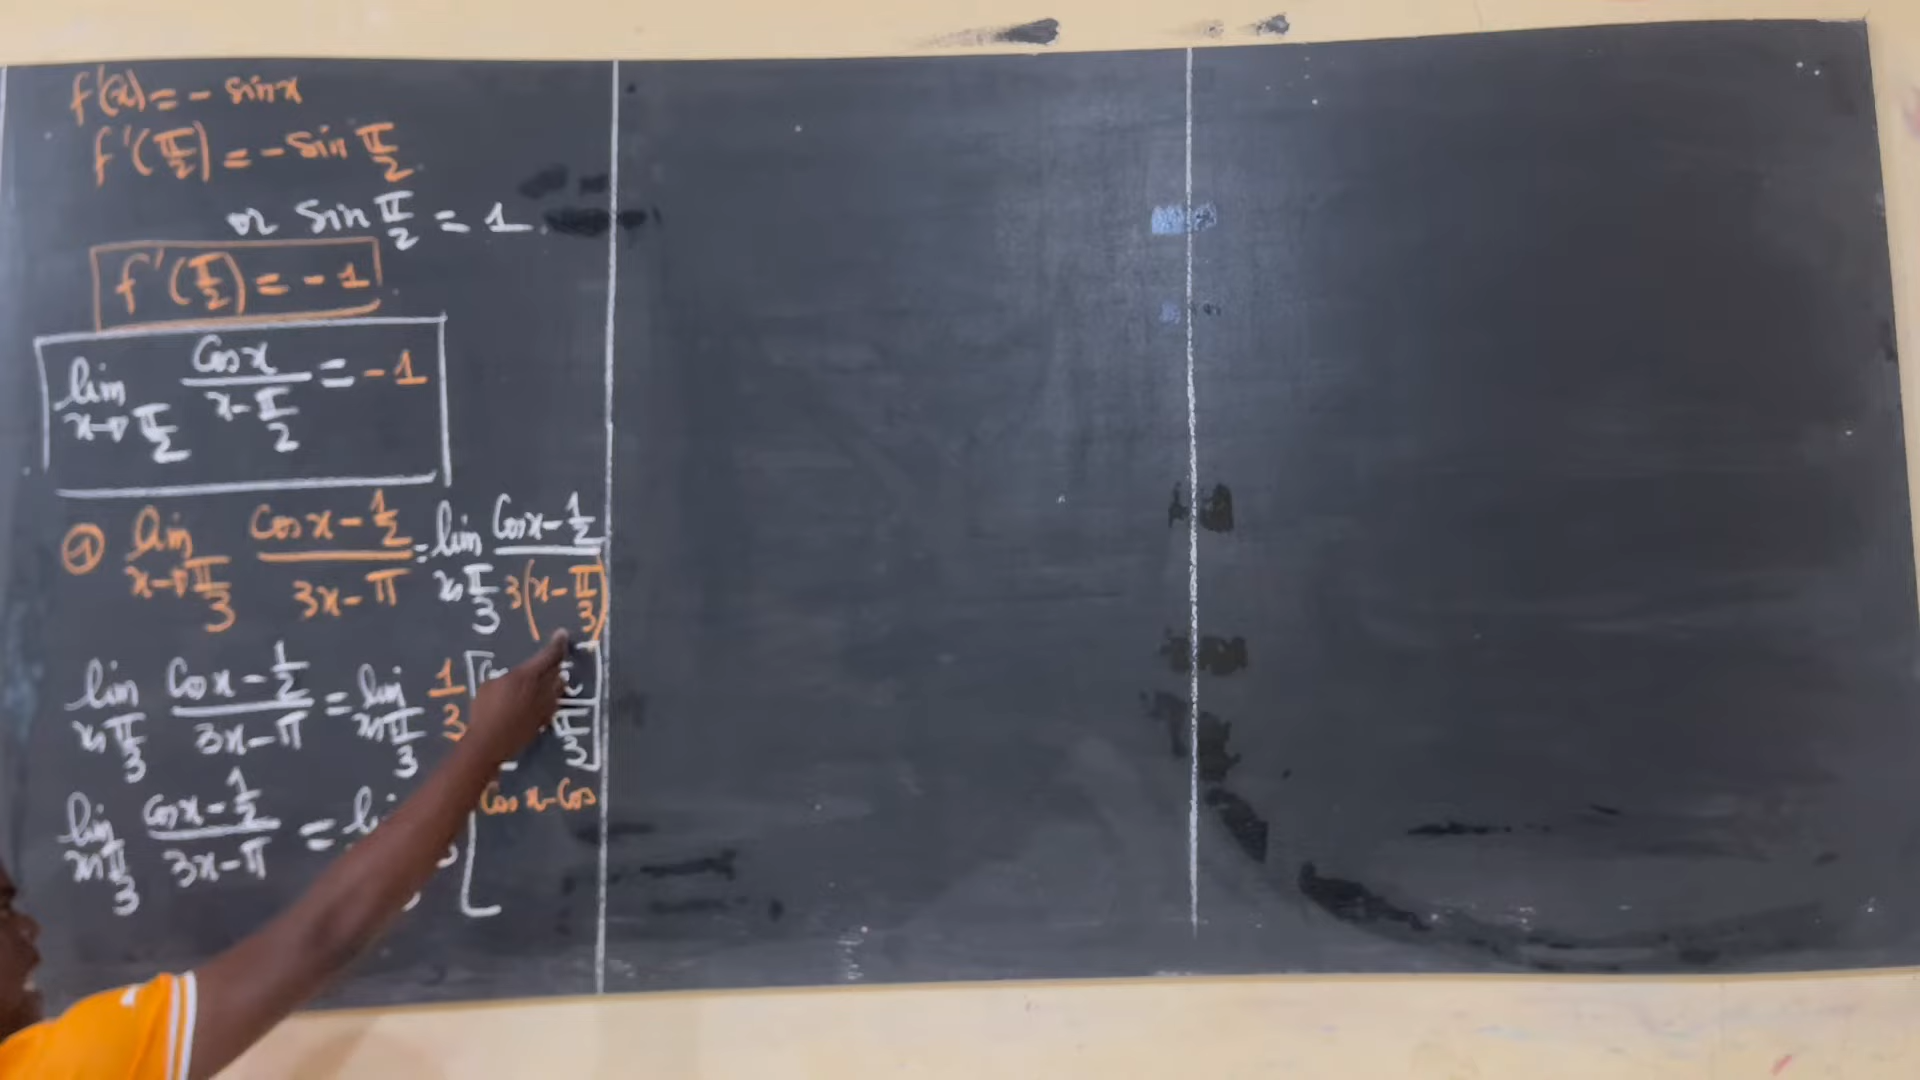 f'(x) = - sin x
f'(π/2) = - sin π/2
or sin π/2 = 1.
f'(π/2) = - 1.
lim x→π/2 cos x / (x - π/2) = - 1
① lim x→π/3 (cos x - 1/2) / (3x - π) = lim x→π/3 (cos x - 1/2) / 3(x - π/3)
lim x→π/3 (cos x - 1/2) / (3x - π) = lim x→π/3 1/3 [
lim x→π/3 (cos x - 1/2) / (3x - π) = [ cos x - cos